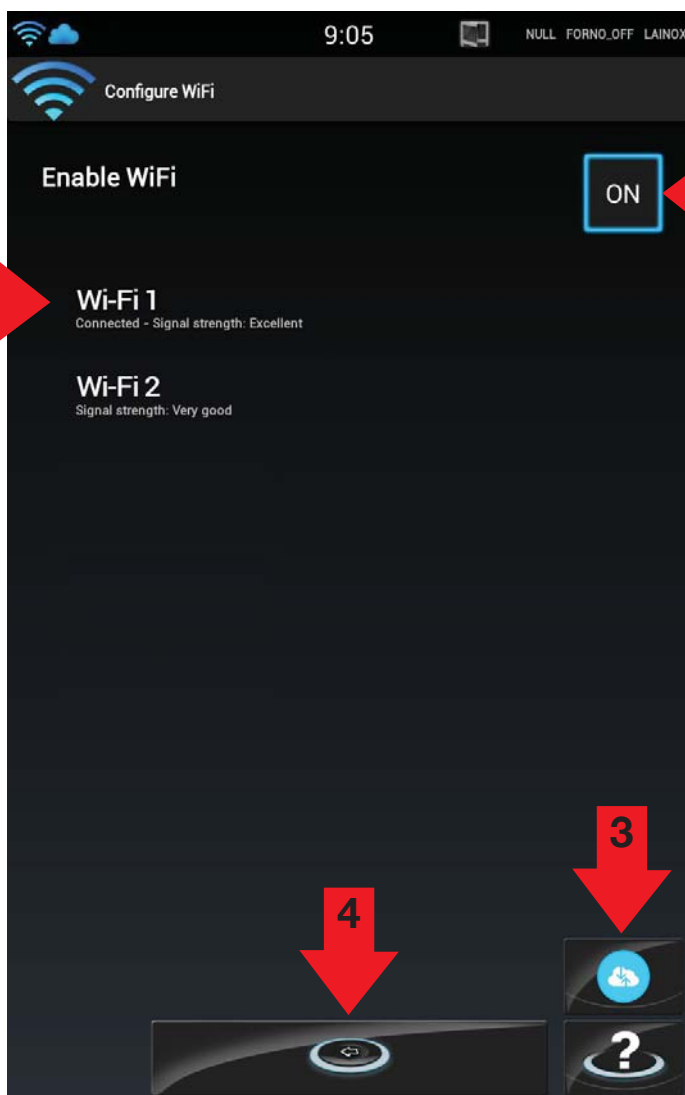 9:05 NULL FORNO_OFF LAINOX
Configure WiFi
Enable WiFi
ON
Wi-Fi 1
Connected - Signal strength: Excellent
Wi-Fi 2
Signal strength: Very good
3
4
?